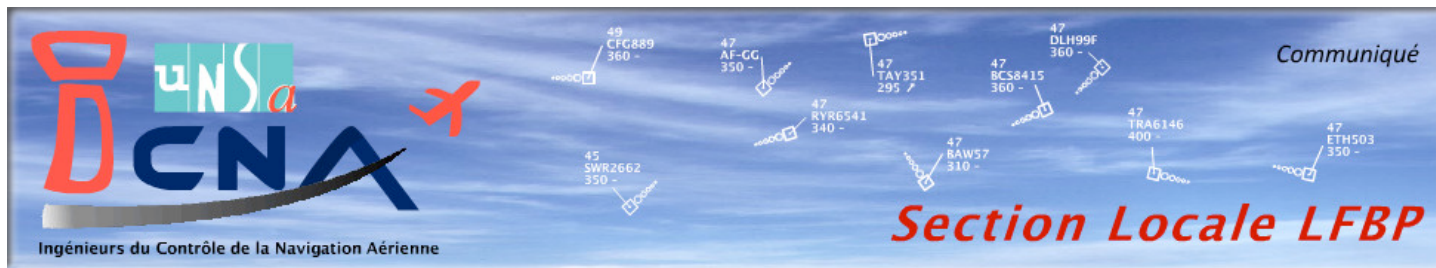 unsa
ICNA
Ingénieurs du Contrôle de la Navigation Aérienne
49
CFG889
360 -
47
AF-GG
350 -
47
TAY351
295 ↗
47
DLH99F
360 -
47
BCS8415
360 -
Communiqué
47
RYR6541
340 -
47
TRA6146
400 -
47
ETH503
350 -
45
SWR2662
350 -
47
BAW57
310 -
Section Locale LFBP